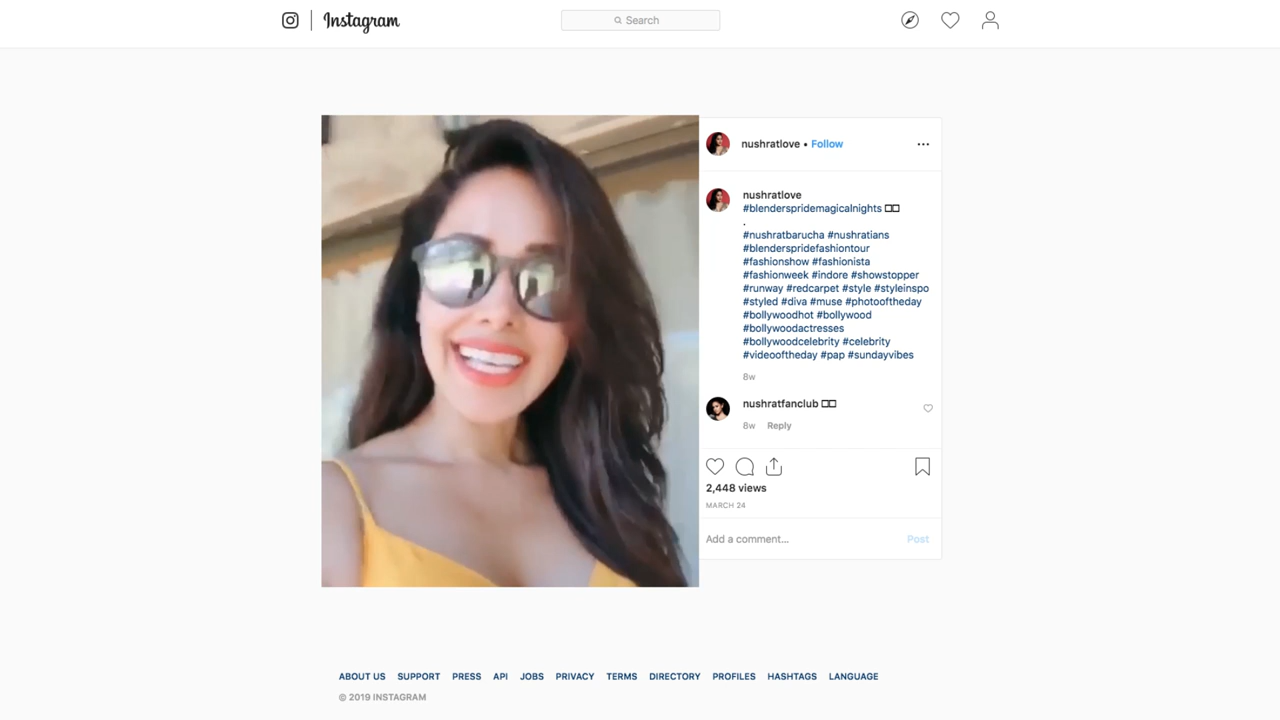 Instagram
Search
nushratlove • Follow
nushratlove
#blenderspridemagicalnights
.
#nushratbarucha #nushratians
#blenderspridefashiontour
#fashionshow #fashionista
#fashionweek #indore #showstopper
#runway #redcarpet #style #styleinspo
#styled #diva #muse #photooftheday
#bollywoodhot #bollywood
#bollywoodactresses
#bollywoodcelebrity #celebrity
#videooftheday #pap #sundayvibes
8w
nushratfanclub
8w Reply
2,448 views
MARCH 24
Add a comment... Post
ABOUT US SUPPORT PRESS API JOBS PRIVACY TERMS DIRECTORY PROFILES HASHTAGS LANGUAGE
© 2019 INSTAGRAM